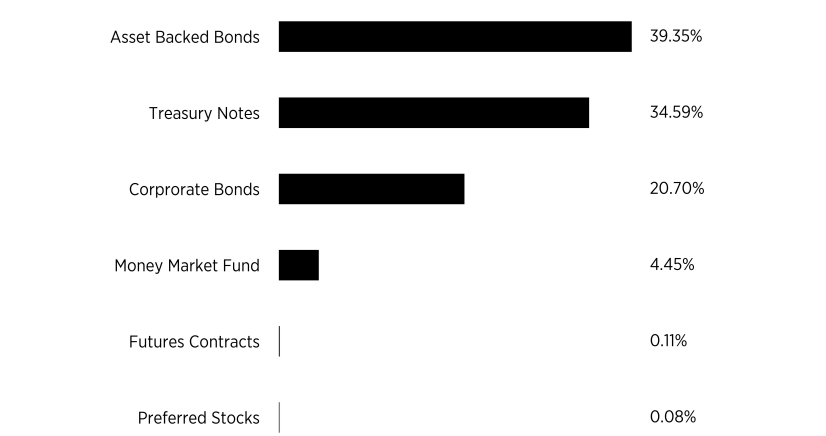 Asset Backed Bonds 39.35%
Treasury Notes 34.59%
Corprorate Bonds 20.70%
Money Market Fund 4.45%
Futures Contracts 0.11%
Preferred Stocks 0.08%